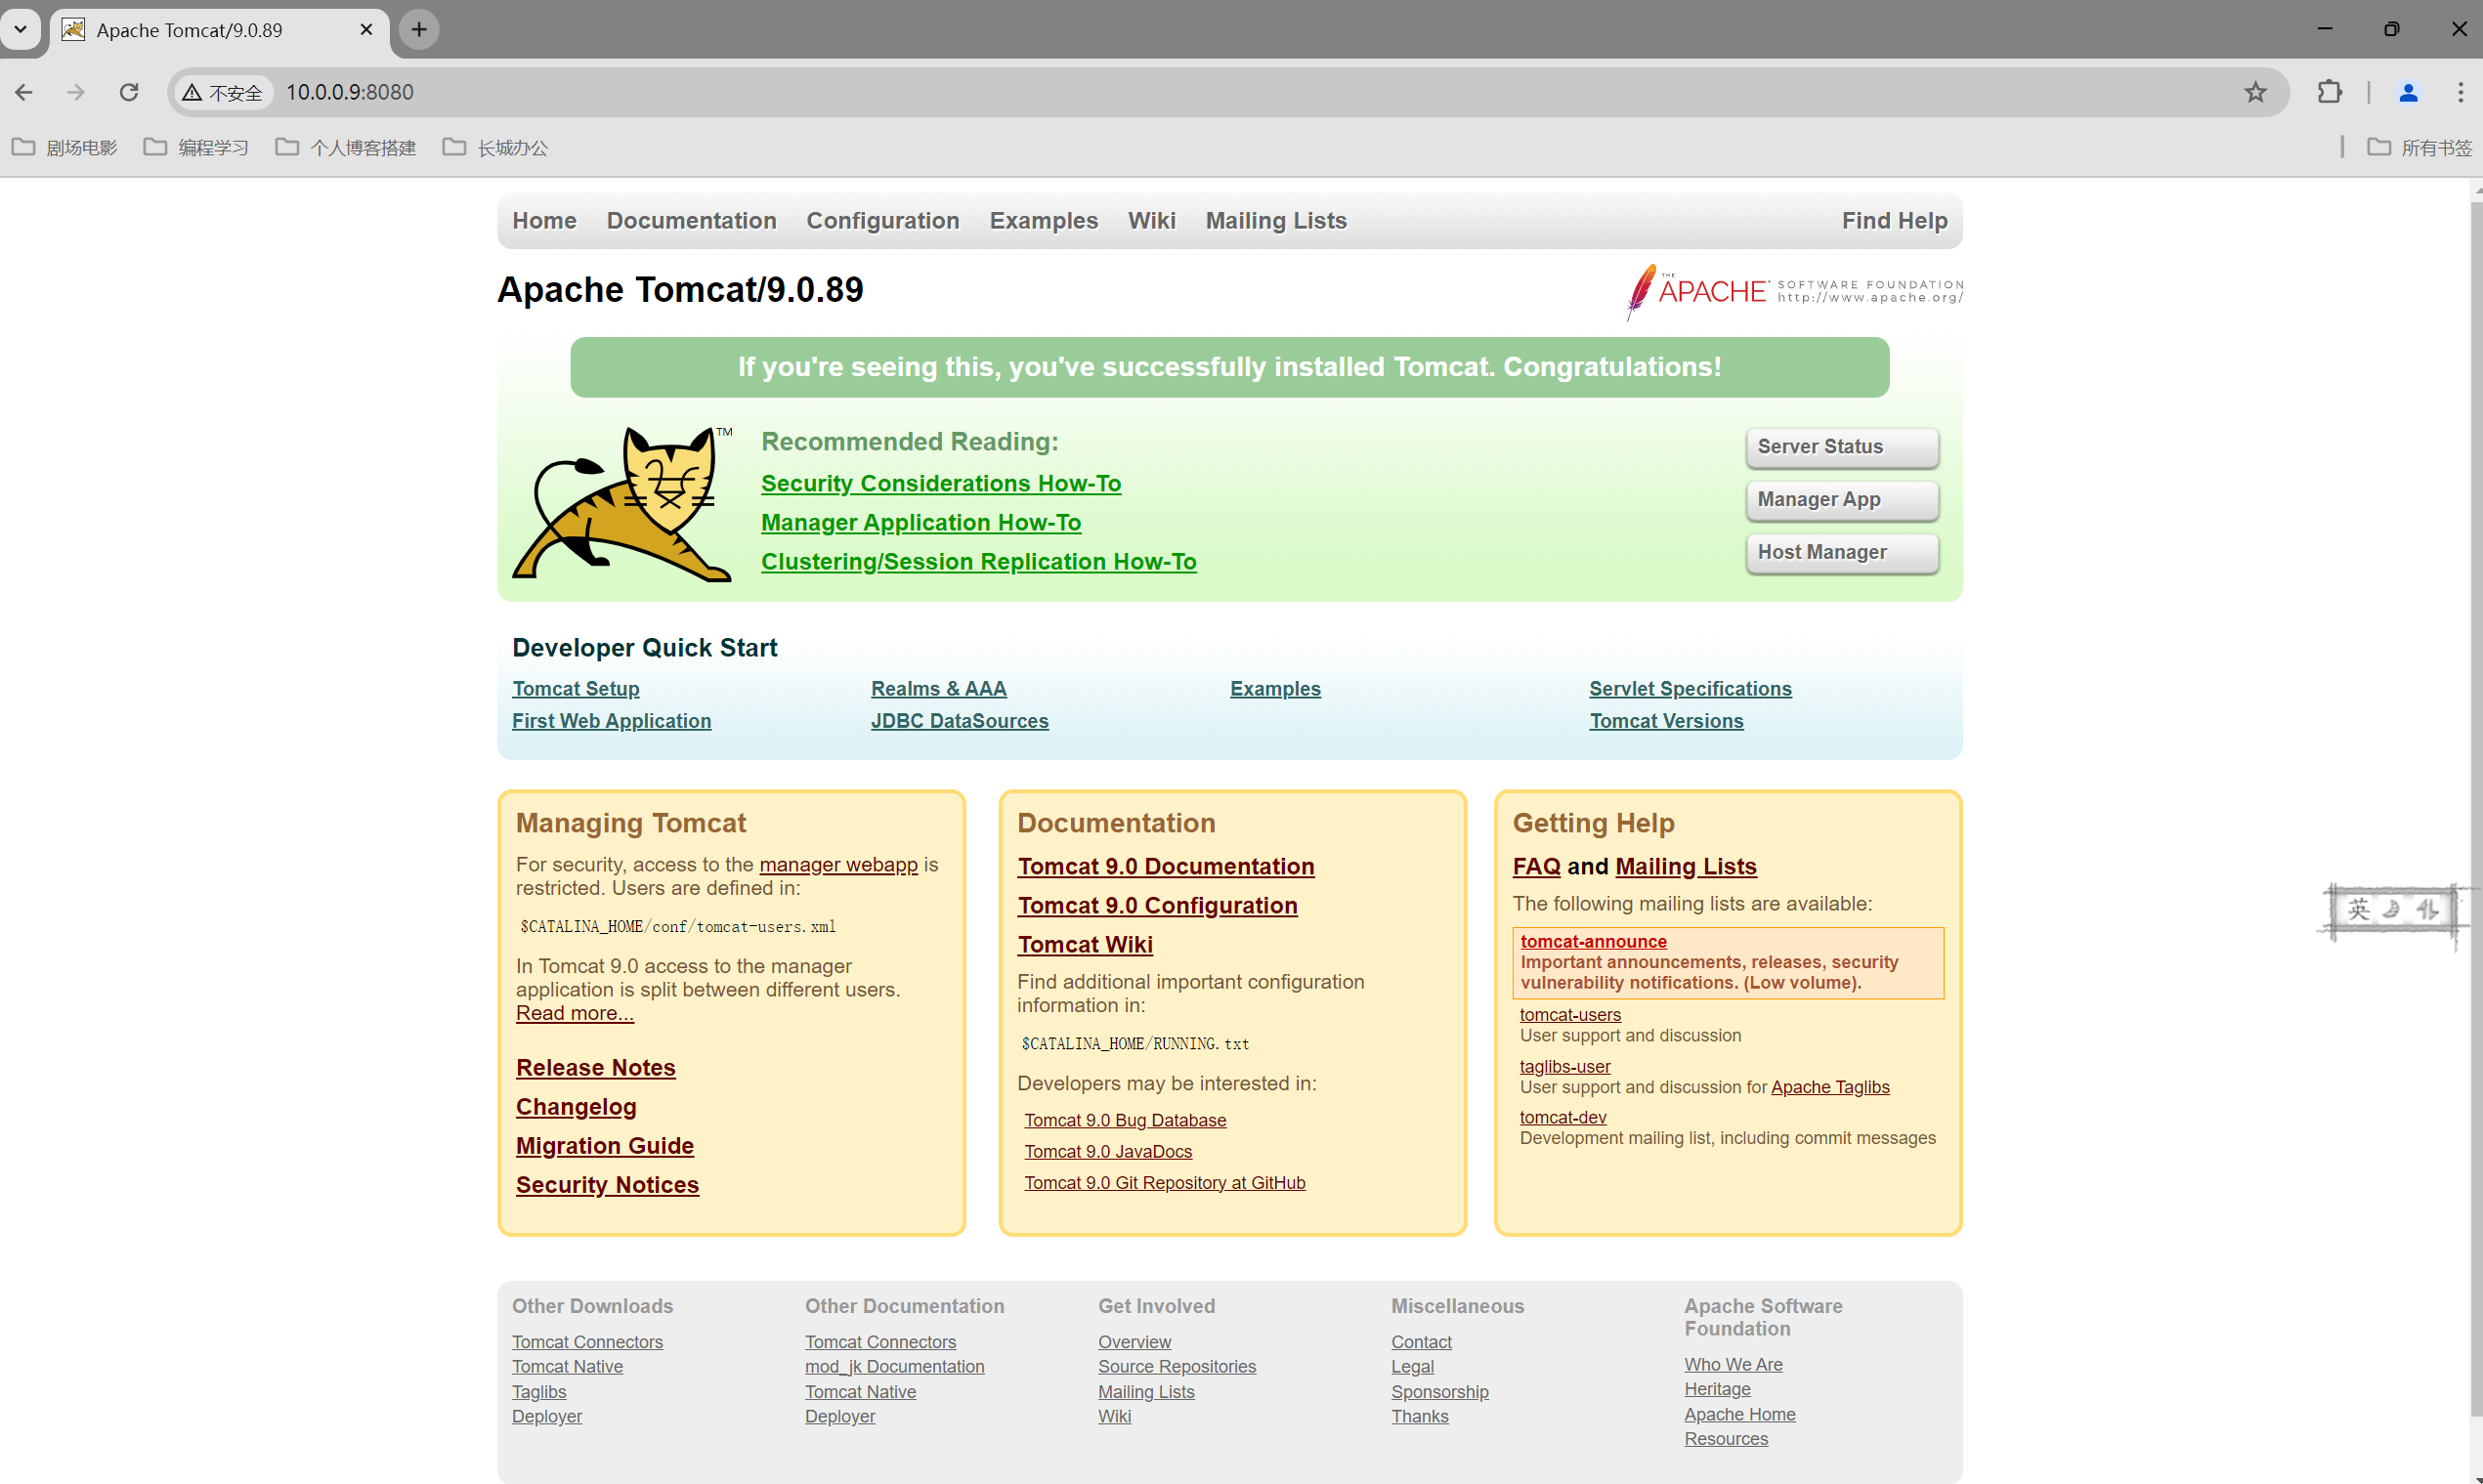 Apache Tomcat/9.0.89
不安全 10.0.0.9:8080
剧场电影 编程学习 个人博客搭建 长城办公 所有书签
Home Documentation Configuration Examples Wiki Mailing Lists Find Help
Apache Tomcat/9.0.89
THE APACHE SOFTWARE FOUNDATION
http://www.apache.org/
If you're seeing this, you've successfully installed Tomcat. Congratulations!
TM
Recommended Reading:
Security Considerations How-To
Manager Application How-To
Clustering/Session Replication How-To
Server Status
Manager App
Host Manager
Developer Quick Start
Tomcat Setup
First Web Application
Realms & AAA
JDBC DataSources
Examples
Servlet Specifications
Tomcat Versions
Managing Tomcat
For security, access to the manager webapp is
restricted. Users are defined in:
$CATALINA_HOME/conf/tomcat-users.xml
In Tomcat 9.0 access to the manager
application is split between different users.
Read more...
Release Notes
Changelog
Migration Guide
Security Notices
Documentation
Tomcat 9.0 Documentation
Tomcat 9.0 Configuration
Tomcat Wiki
Find additional important configuration
information in:
$CATALINA_HOME/RUNNING.txt
Developers may be interested in:
Tomcat 9.0 Bug Database
Tomcat 9.0 JavaDocs
Tomcat 9.0 Git Repository at GitHub
Getting Help
FAQ and Mailing Lists
The following mailing lists are available:
tomcat-announce
Important announcements, releases, security
vulnerability notifications. (Low volume).
tomcat-users
User support and discussion
taglibs-user
User support and discussion for Apache Taglibs
tomcat-dev
Development mailing list, including commit messages
英
Other Downloads
Tomcat Connectors
Tomcat Native
Taglibs
Deployer
Other Documentation
Tomcat Connectors
mod_jk Documentation
Tomcat Native
Deployer
Get Involved
Overview
Source Repositories
Mailing Lists
Wiki
Miscellaneous
Contact
Legal
Sponsorship
Thanks
Apache Software
Foundation
Who We Are
Heritage
Apache Home
Resources